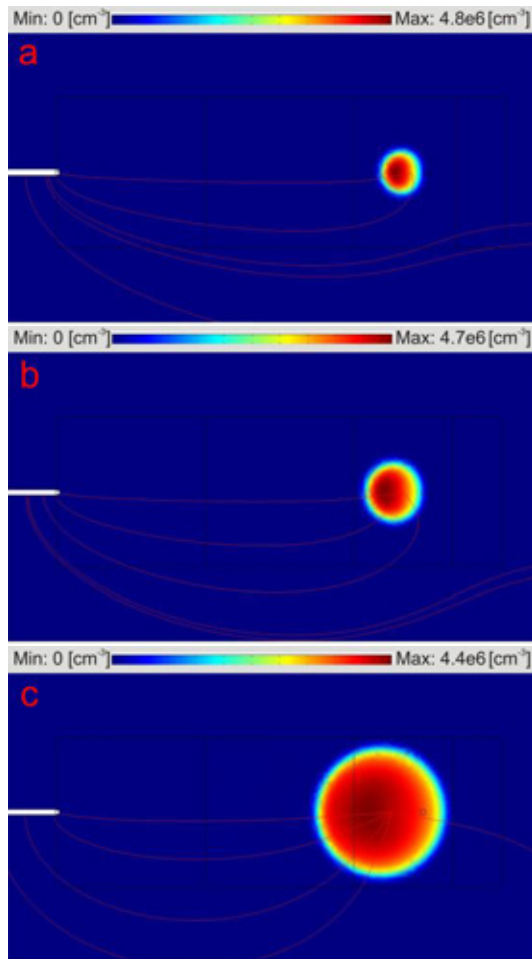 Min: 0 [cm⁻³] Max: 4.8e6 [cm⁻³]
a
Min: 0 [cm⁻³] Max: 4.7e6 [cm⁻³]
b
Min: 0 [cm⁻³] Max: 4.4e6 [cm⁻³]
c